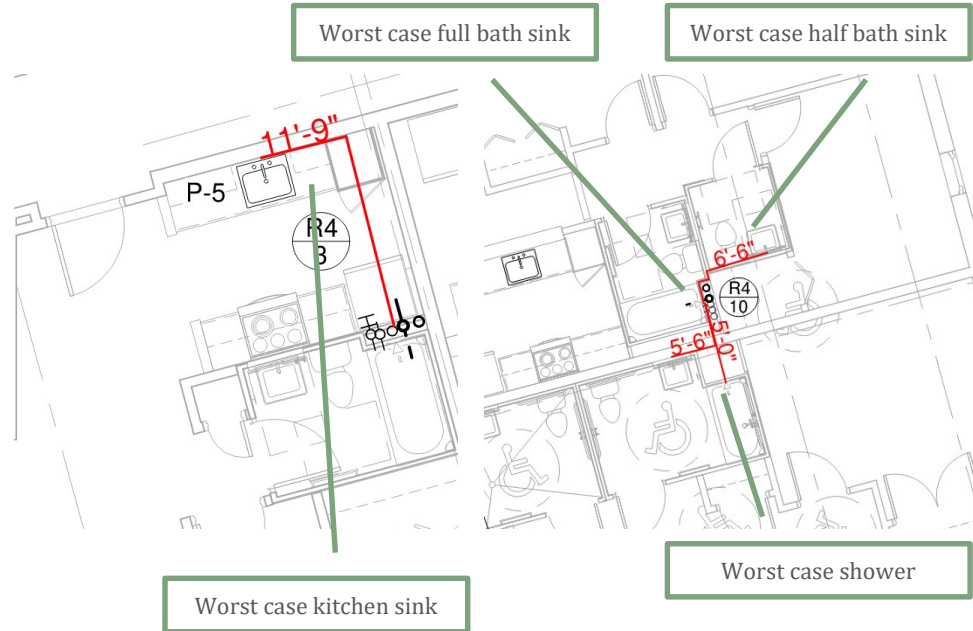 Worst case full bath sink
Worst case half bath sink
11'-9"
P-5
R4
3
6'-6"
R4
10
5'-6"
5'-0"
Worst case shower
Worst case kitchen sink